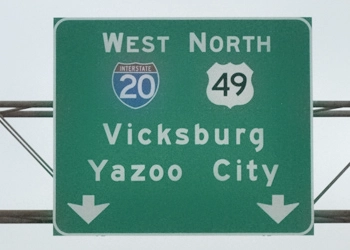 WEST NORTH
INTERSTATE
20 49
Vicksburg
Yazoo City